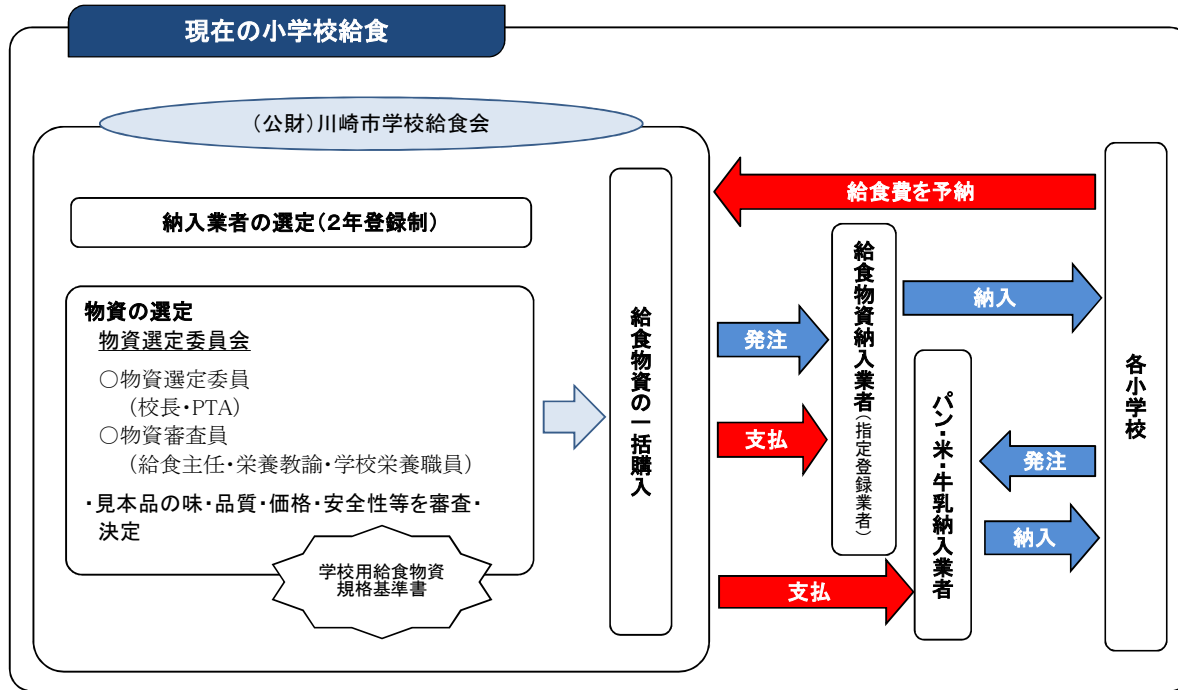 現在の小学校給食
（公財）川崎市学校給食会
納入業者の選定（２年登録制）
物資の選定
物資選定委員会
○物資選定委員
（校長・PTA）
○物資審査員
（給食主任・栄養教諭・学校栄養職員）
・見本品の味・品質・価格・安全性等を審査・
決定
学校用給食物資
規格基準書
給食物資の一括購入
給食費を予納
発注
支払
支払
給食物資納入業者（指定登録業者）
納入
パン・米・牛乳納入業者
発注
納入
各小学校